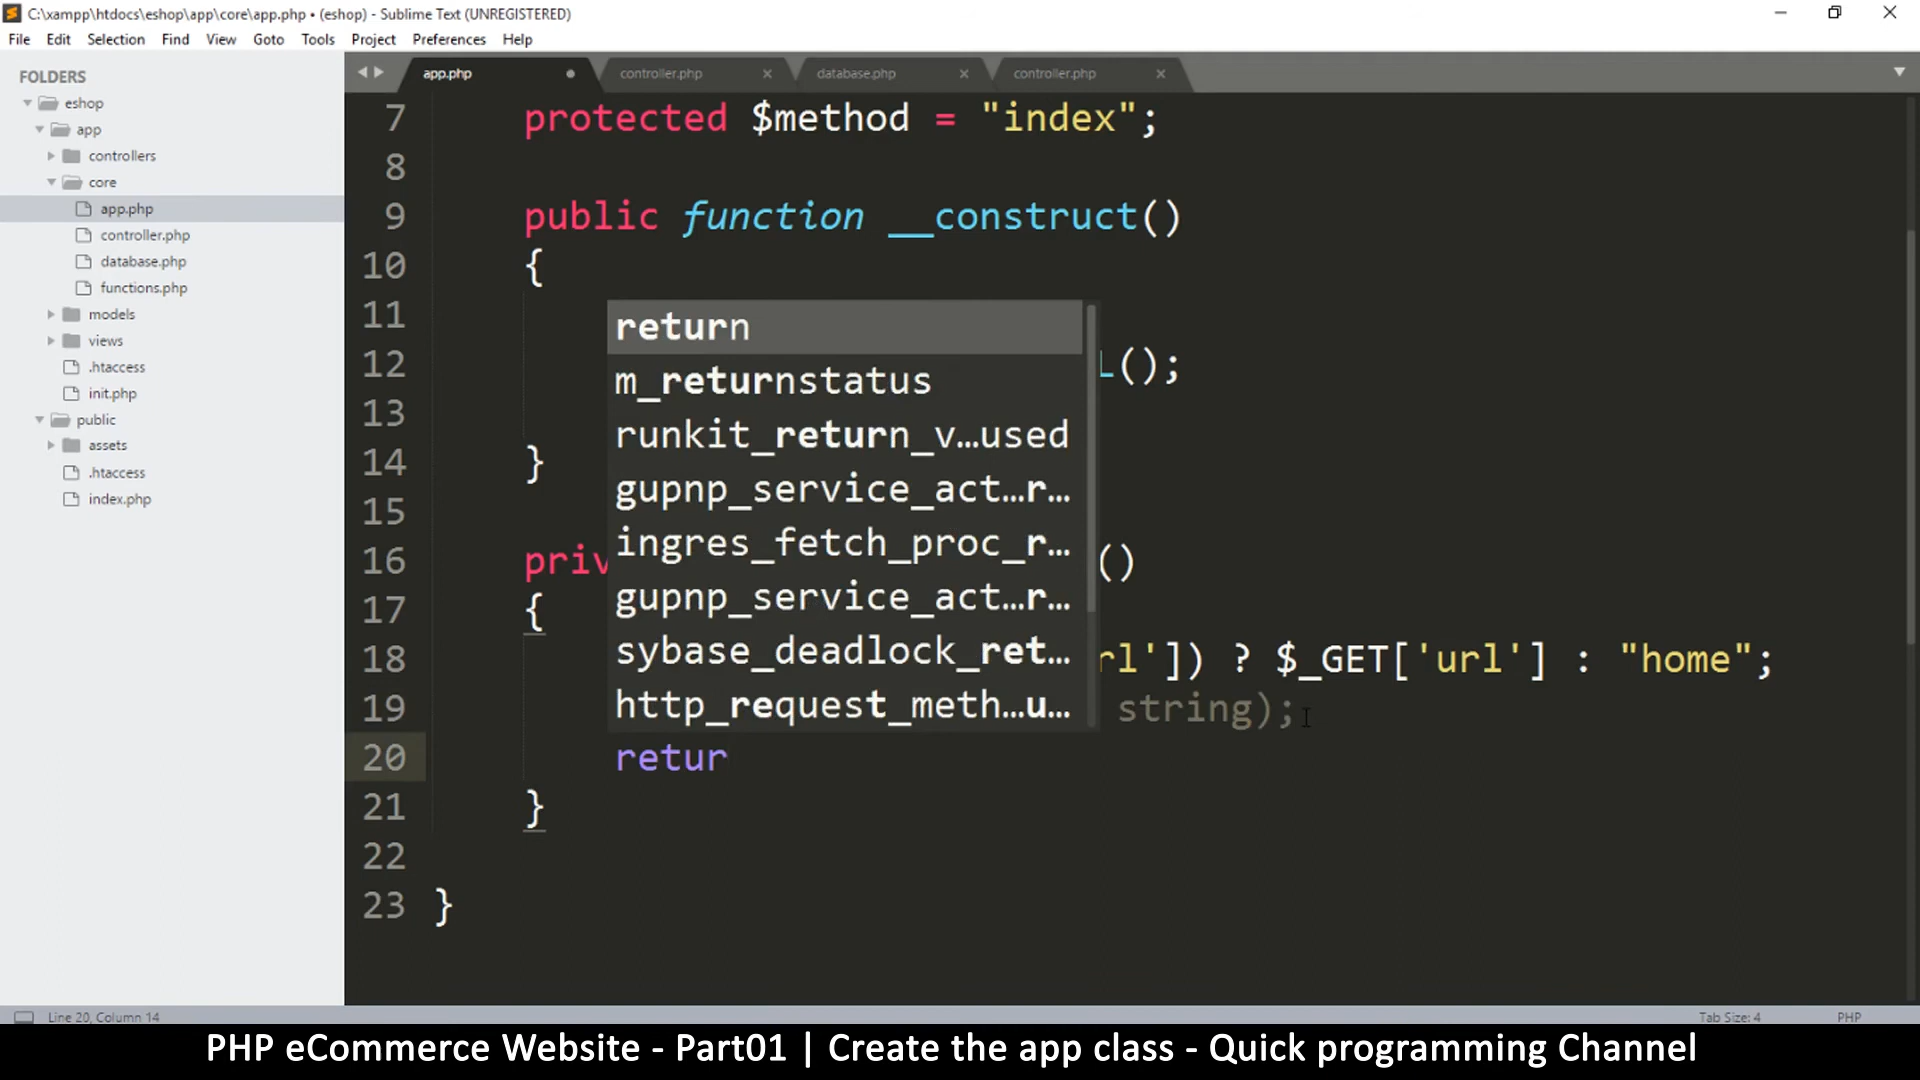 C:\xampp\htdocs\eshop\app\core\app.php • (eshop) - Sublime Text (UNREGISTERED)
File Edit Selection Find View Goto Tools Project Preferences Help
FOLDERS
eshop
app
controllers
core
app.php
controller.php
database.php
functions.php
models
views
.htaccess
init.php
public
assets
.htaccess
index.php
app.php controller.php database.php controller.php
7 protected $method = "index";
8
9 public function __construct()
10 {
11
12 L();
13
14 }
15
16 priv ()
17 {
18 rl']) ? $_GET['url'] : "home";
19 string);
20 retur
21 }
22
23 }
return
m_returnstatus
runkit_return_v…used
gupnp_service_act…r…
ingres_fetch_proc_r…
gupnp_service_act…r…
sybase_deadlock_ret…
http_request_meth…u…
Line 20, Column 14 Tab Size: 4 PHP
PHP eCommerce Website - Part01 | Create the app class - Quick programming Channel